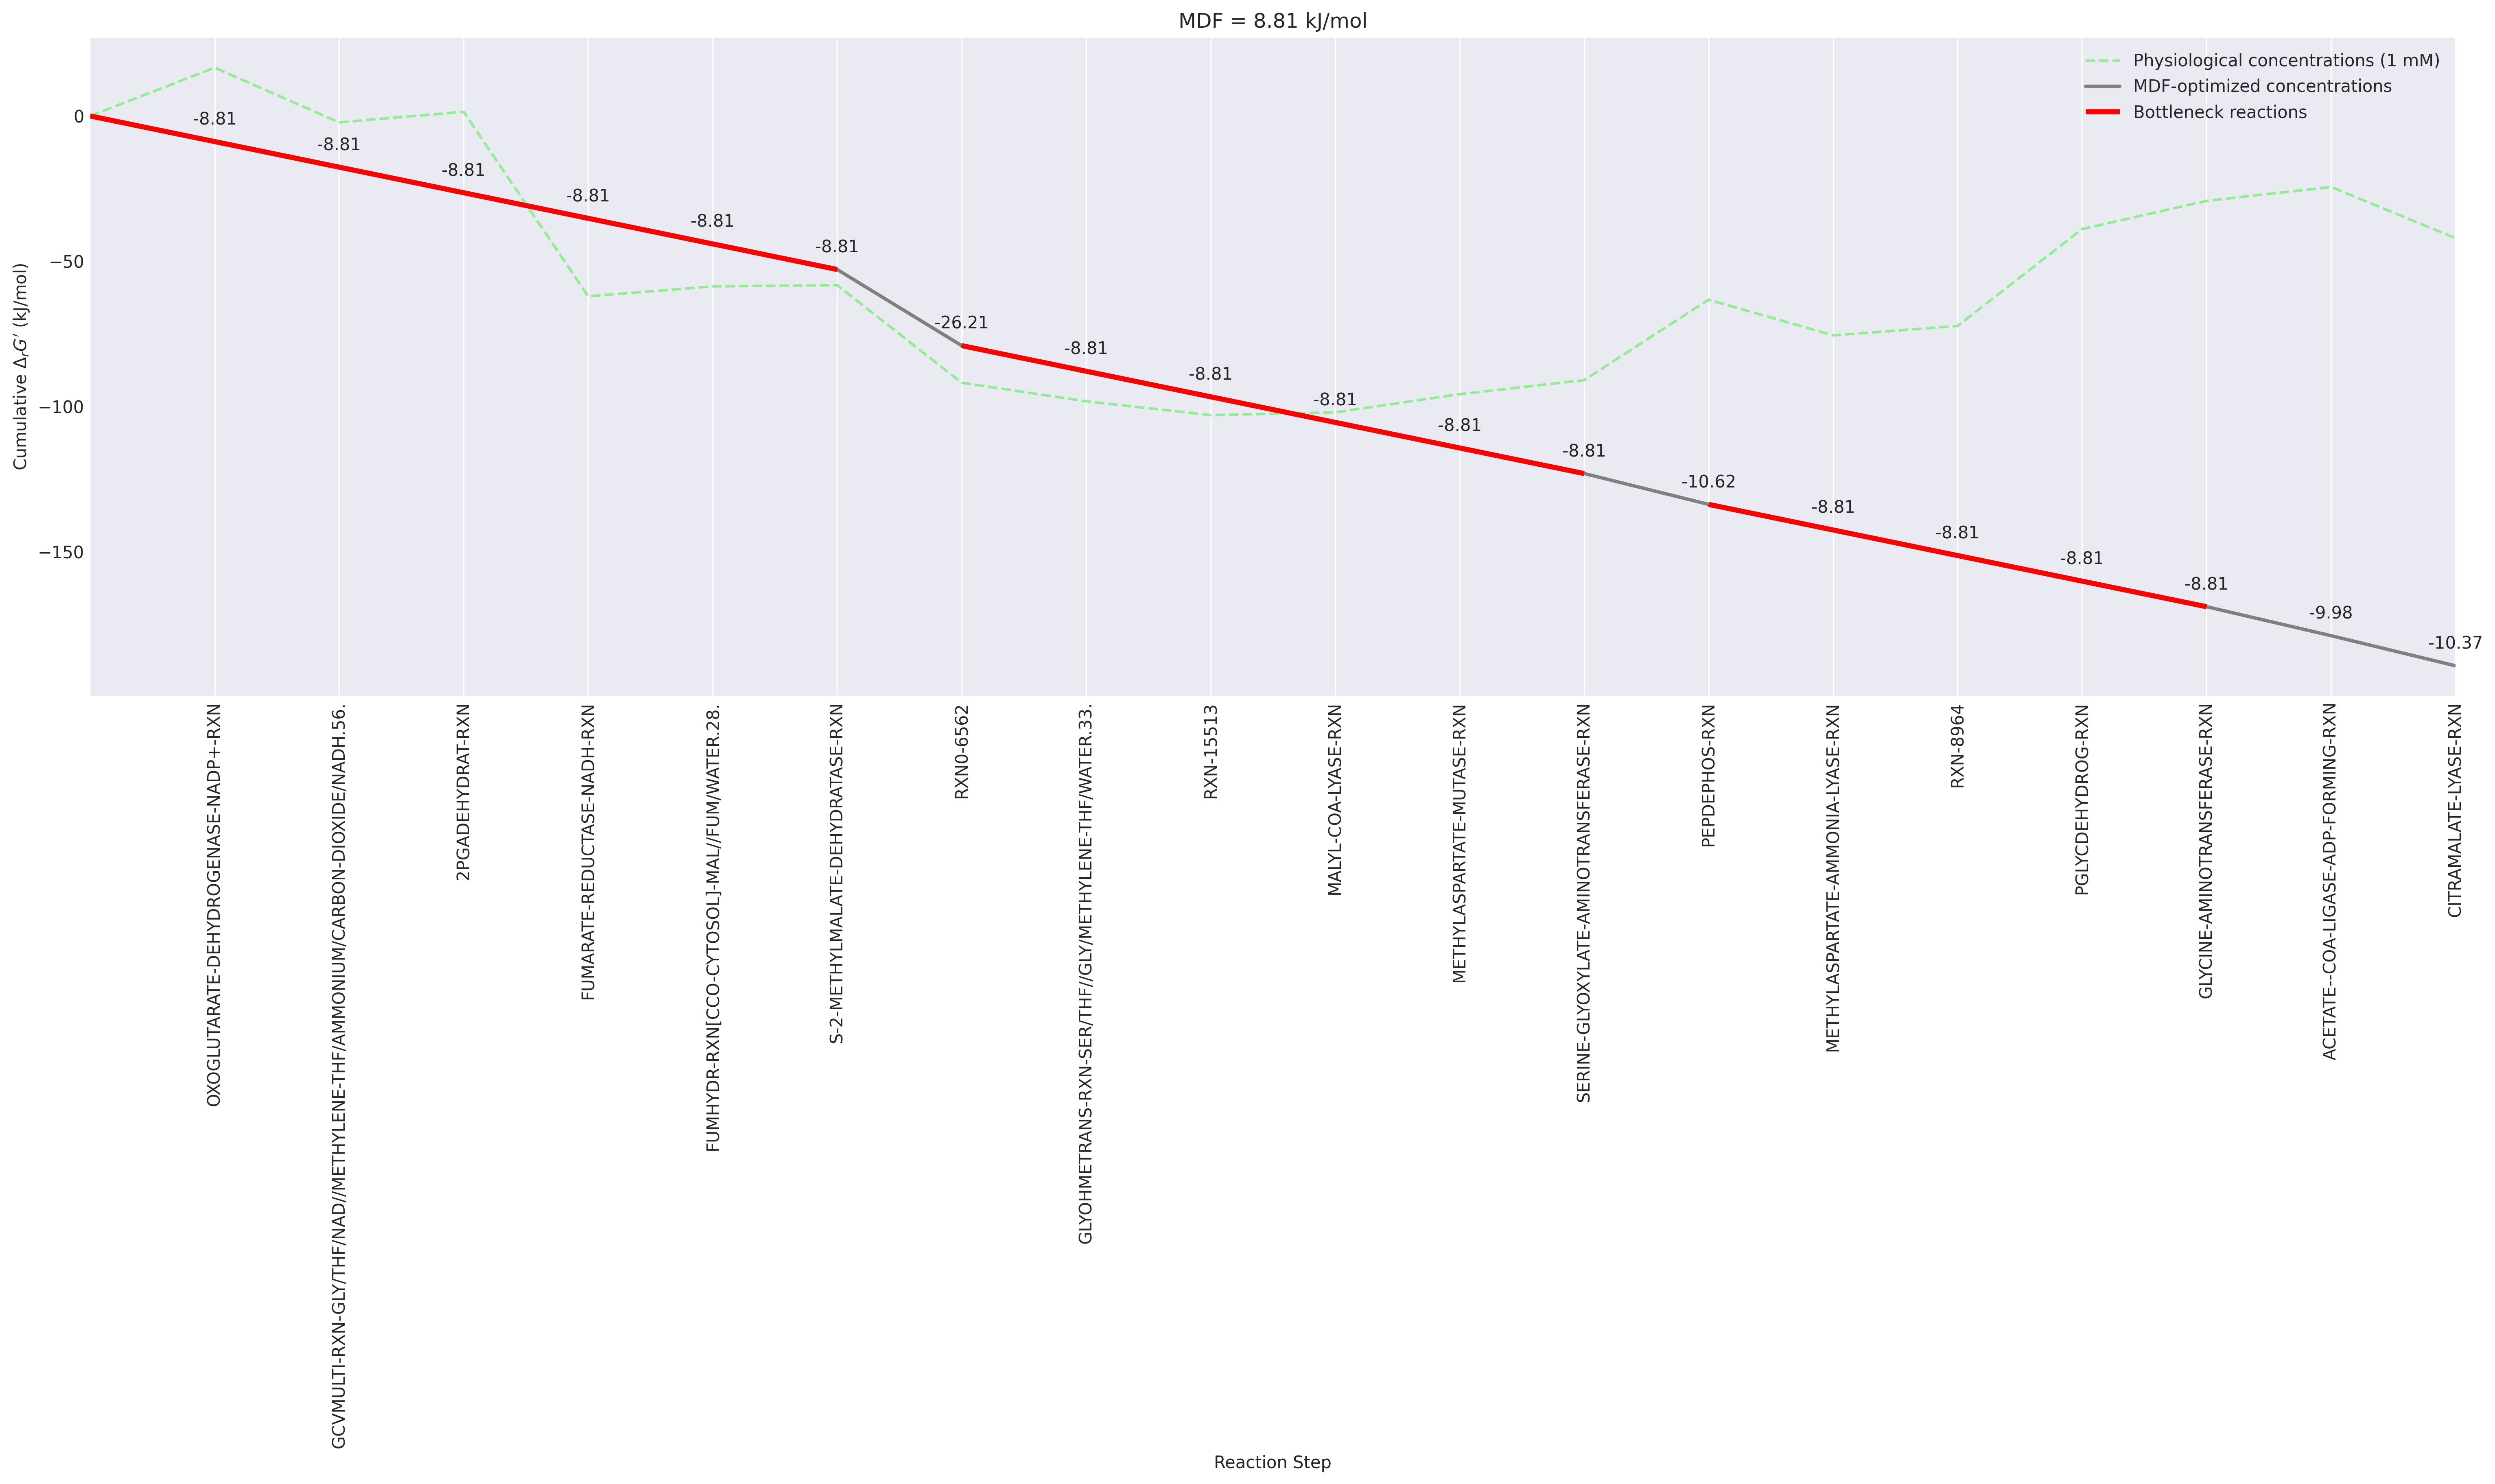 MDF = 8.81 kJ/mol
Physiological concentrations (1 mM)
MDF-optimized concentrations
Bottleneck reactions
Cumulative ΔrG′ (kJ/mol)
0
−50
−100
−150
-8.81
-8.81
-8.81
-8.81
-8.81
-8.81
-26.21
-8.81
-8.81
-8.81
-8.81
-8.81
-10.62
-8.81
-8.81
-8.81
-8.81
-9.98
-10.37
OXOGLUTARATE-DEHYDROGENASE-NADP+-RXN
GCVMULTI-RXN-GLY/THF/NAD//METHYLENE-THF/AMMONIUM/CARBON-DIOXIDE/NADH.56.
2PGADEHYDRAT-RXN
FUMARATE-REDUCTASE-NADH-RXN
FUMHYDR-RXN[CCO-CYTOSOL]-MAL//FUM/WATER.28.
S-2-METHYLMALATE-DEHYDRATASE-RXN
RXN0-6562
GLYOHMETRANS-RXN-SER/THF//GLY/METHYLENE-THF/WATER.33.
RXN-15513
MALYL-COA-LYASE-RXN
METHYLASPARTATE-MUTASE-RXN
SERINE-GLYOXYLATE-AMINOTRANSFERASE-RXN
PEPDEPHOS-RXN
METHYLASPARTATE-AMMONIA-LYASE-RXN
RXN-8964
PGLYCDEHYDROG-RXN
GLYCINE-AMINOTRANSFERASE-RXN
ACETATE--COA-LIGASE-ADP-FORMING-RXN
CITRAMALATE-LYASE-RXN
Reaction Step